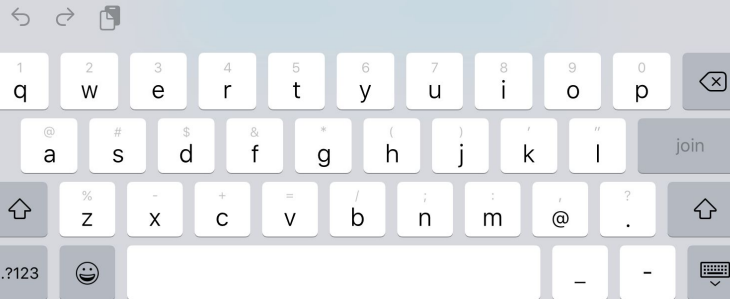 1 2 3 4 5 6 7 8 9 0
q w e r t y u i o p
@ # $ & * ( ) ' "
a s d f g h j k l join
% - + = / ; : , ?
z x c v b n m @ .
.?123 _ -